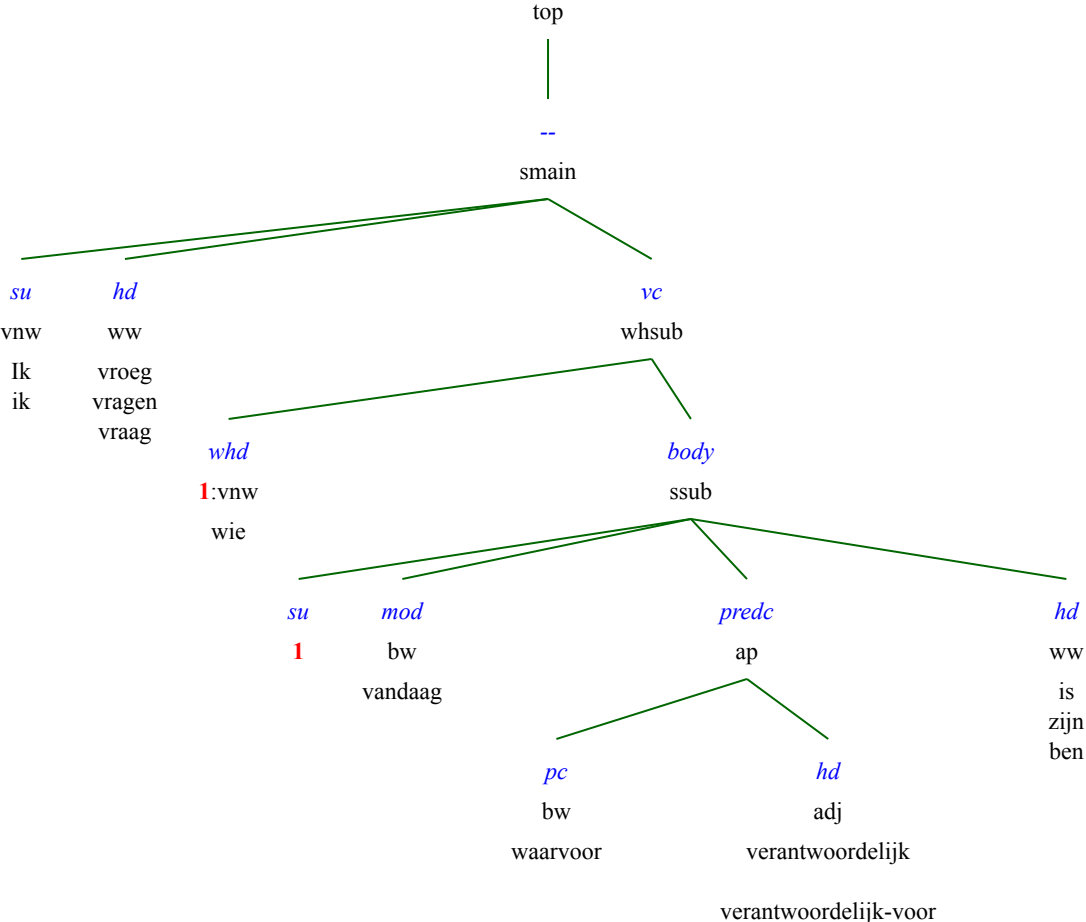 top
--
smain
su hd vc
vnw ww whsub
Ik vroeg
ik vragen
vraag
whd body
1:vnw ssub
wie
su mod predc hd
1 bw ap ww
vandaag is
zijn
ben
pc hd
bw adj
waarvoor verantwoordelijk
verantwoordelijk-voor